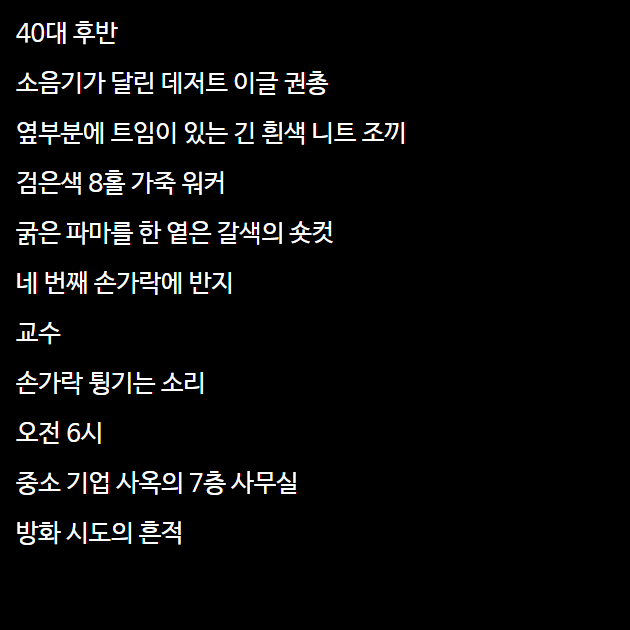 40대 후반
소음기가 달린 데저트 이글 권총
옆부분에 트임이 있는 긴 흰색 니트 조끼
검은색 8홀 가죽 워커
굵은 파마를 한 옅은 갈색의 숏컷
네 번째 손가락에 반지
교수
손가락 튕기는 소리
오전 6시
중소 기업 사옥의 7층 사무실
방화 시도의 흔적